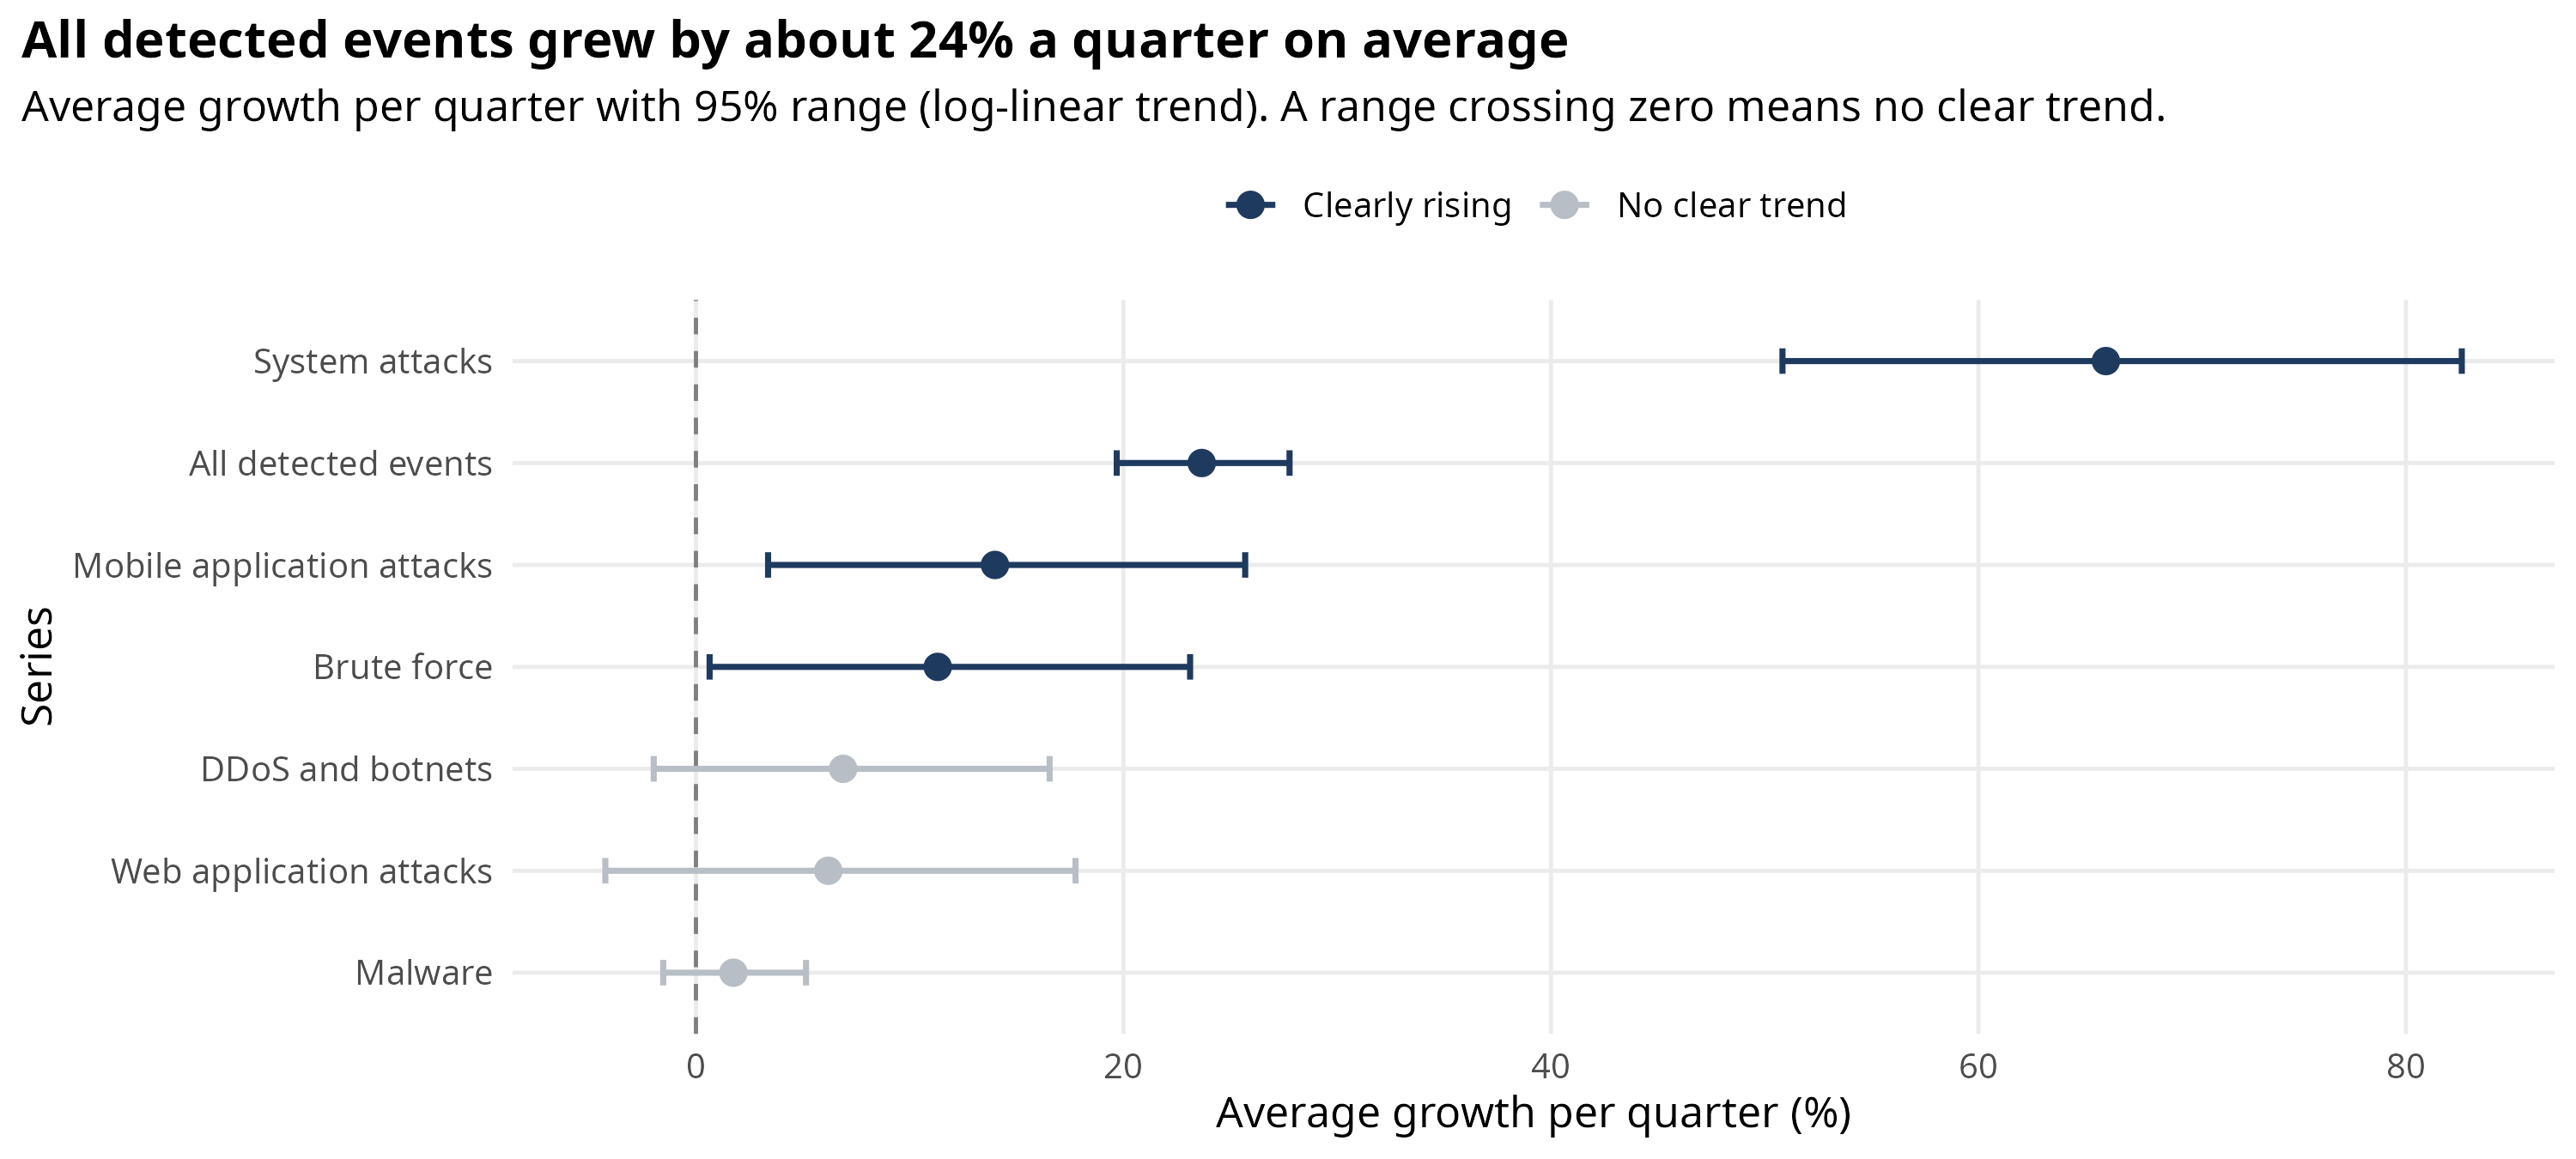 All detected events grew by about 24% a quarter on average
Average growth per quarter with 95% range (log-linear trend). A range crossing zero means no clear trend.
Clearly rising
No clear trend
System attacks
All detected events
Mobile application attacks
Brute force
DDoS and botnets
Web application attacks
Malware
Series
0 20 40 60 80
Average growth per quarter (%)